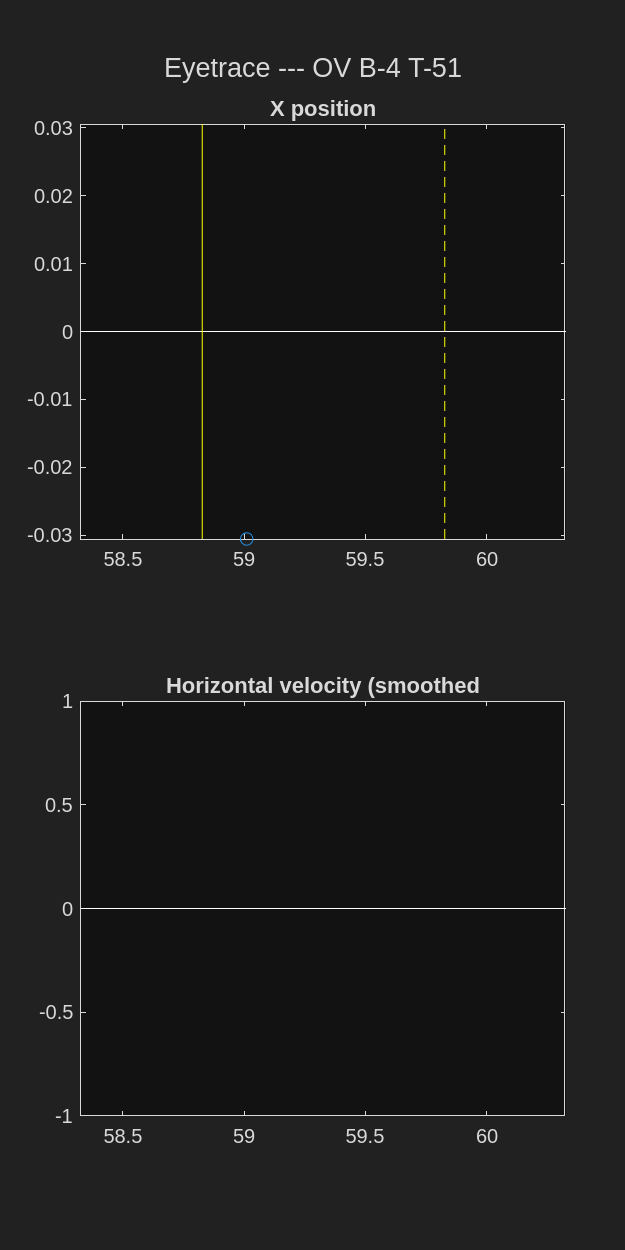 Eyetrace --- OV B-4 T-51
X position
0.03
0.02
0.01
0
-0.01
-0.02
-0.03
58.5 59 59.5 60
Horizontal velocity (smoothed
1
0.5
0
-0.5
-1
58.5 59 59.5 60